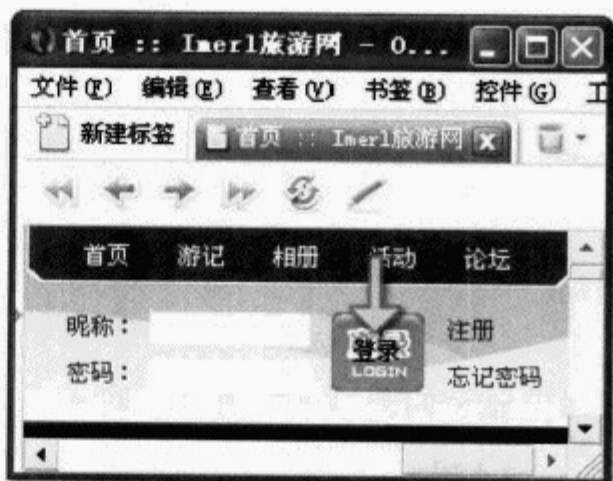 首页 :: Imerl旅游网 - O...
文件(F) 编辑(E) 查看(V) 书签(B) 控件(G) 工
新建标签 首页 :: Imerl旅游网
首页 游记 相册 活动 论坛
昵称： 登录 注册
密码： LOGIN 忘记密码